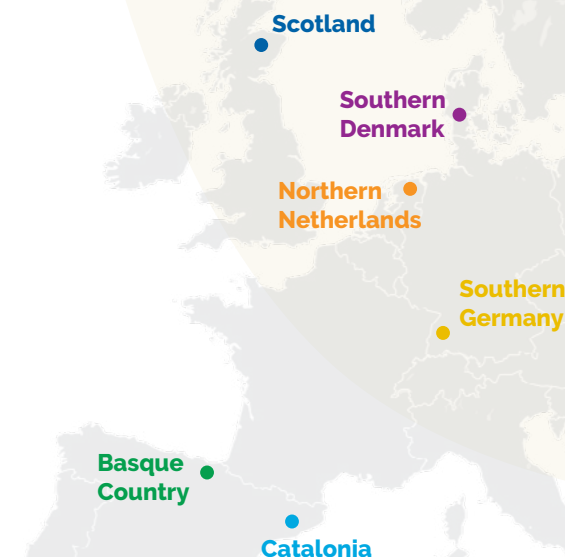 Scotland
Southern
Denmark
Northern
Netherlands
Southern
Germany
Basque
Country
Catalonia